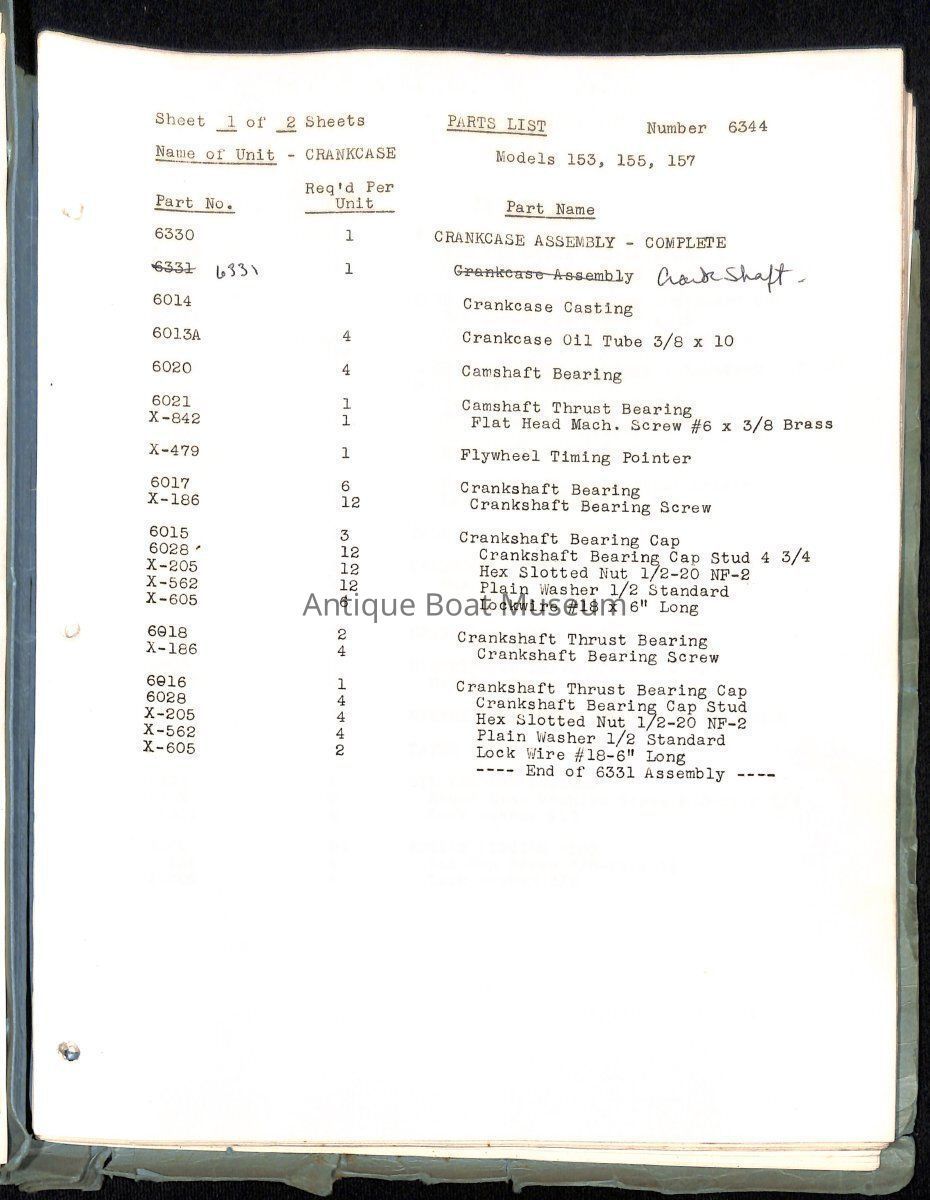 Sheet 1 of 2 Sheets PARTS LIST Number 6344
Name of Unit - CRANKCASE Models 153, 155, 157
Req'd Per
Part No. Unit Part Name
6330 1 CRANKCASE ASSEMBLY - COMPLETE
6331 6331 1 Crankcase Assembly Crank Shaft -
6014 Crankcase Casting
6013A 4 Crankcase Oil Tube 3/8 x 10
6020 4 Camshaft Bearing
6021 1 Camshaft Thrust Bearing
X-842 1 Flat Head Mach. Screw #6 x 3/8 Brass
X-479 1 Flywheel Timing Pointer
6017 6 Crankshaft Bearing
X-186 12 Crankshaft Bearing Screw
6015 3 Crankshaft Bearing Cap
6028 12 Crankshaft Bearing Cap Stud 4 3/4
X-205 12 Hex Slotted Nut 1/2-20 NF-2
X-562 12 Plain Washer 1/2 Standard
X-605 6 Lockwire #18 x 6" Long
Antique Boat Museum
6018 2 Crankshaft Thrust Bearing
X-186 4 Crankshaft Bearing Screw
6016 1 Crankshaft Thrust Bearing Cap
6028 4 Crankshaft Bearing Cap Stud
X-205 4 Hex Slotted Nut 1/2-20 NF-2
X-562 4 Plain Washer 1/2 Standard
X-605 2 Lock Wire #18-6" Long
---- End of 6331 Assembly ----